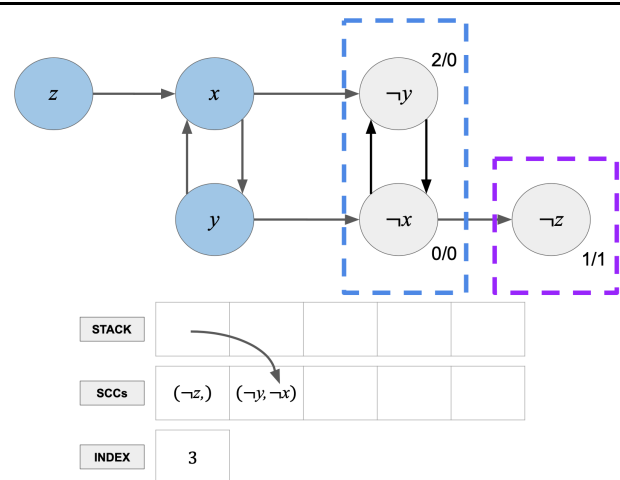 2/0
z
x
¬y
y
¬x
¬z
0/0
1/1
STACK
SCCs
(¬z,)
(¬y,¬x)
INDEX
3